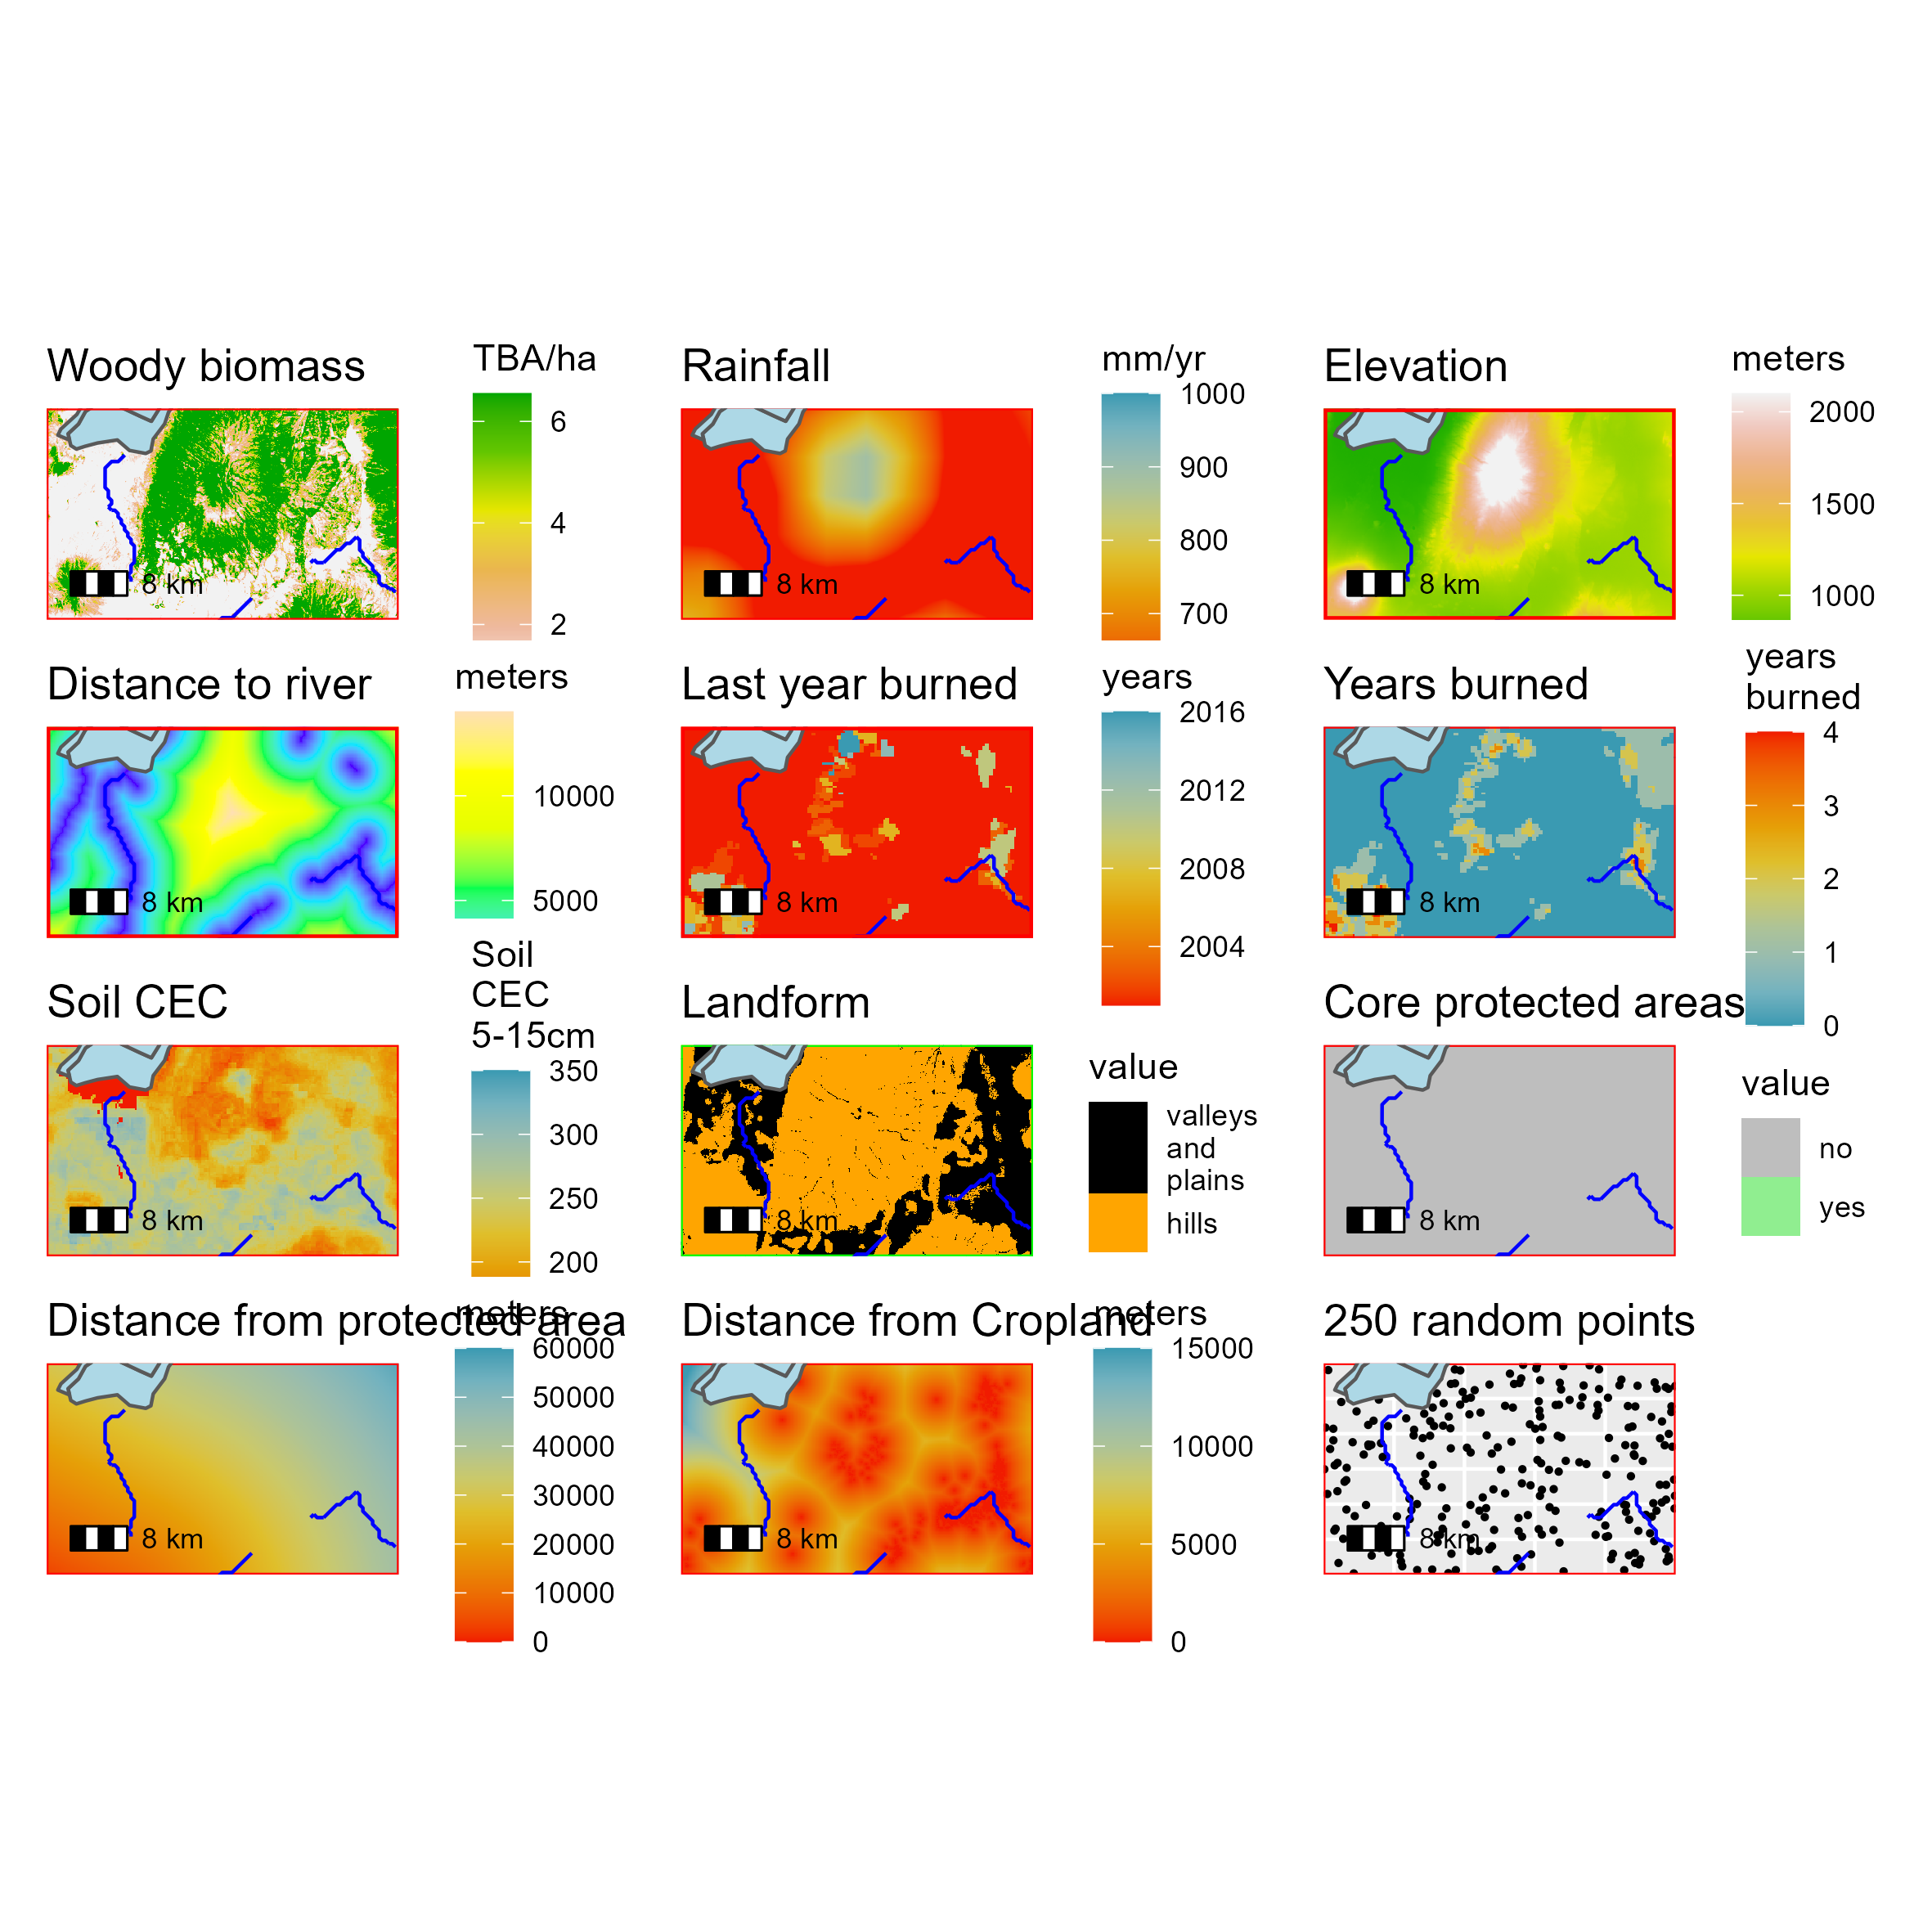 Woody biomass
TBA/ha
6
4
2
8 km
Rainfall
mm/yr
1000
900
800
700
8 km
Elevation
meters
2000
1500
1000
8 km
Distance to river
meters
10000
5000
8 km
Last year burned
years
2016
2012
2008
2004
8 km
Years burned
years
burned
4
3
2
1
0
8 km
Soil CEC
Soil
CEC
5-15cm
350
300
250
200
8 km
Landform
value
valleys
and
plains
hills
8 km
Core protected areas
value
no
yes
8 km
Distance from protected area
meters
60000
50000
40000
30000
20000
10000
0
8 km
Distance from Cropland
meters
15000
10000
5000
0
8 km
250 random points
8 km